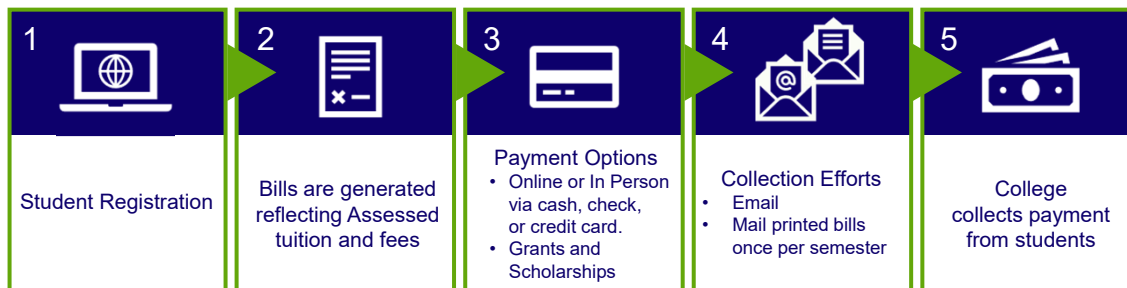 1
Student Registration
2
Bills are generated
reflecting Assessed
tuition and fees
3
Payment Options
• Online or In Person
via cash, check,
or credit card.
• Grants and
Scholarships
4
@
Collection Efforts
• Email
• Mail printed bills
once per semester
5
College
collects payment
from students